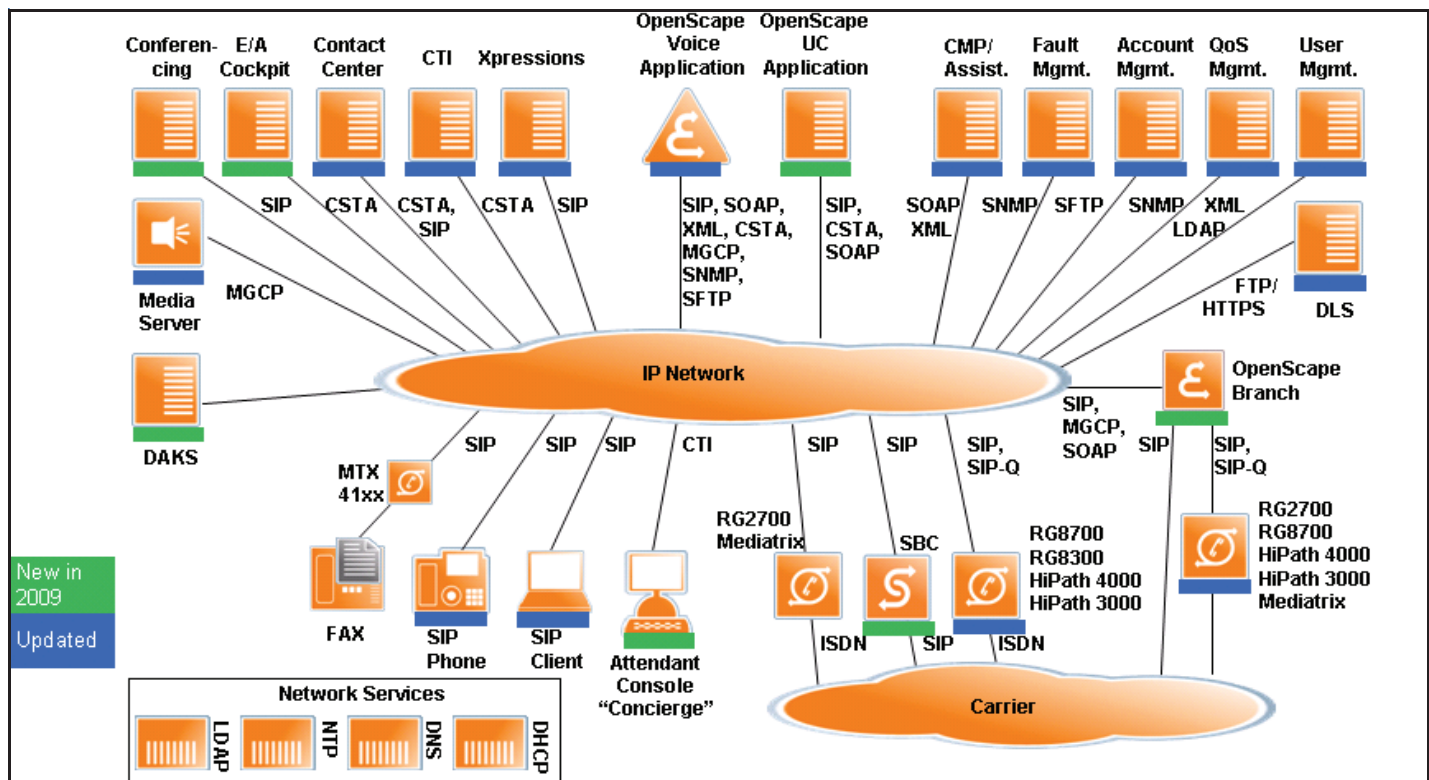 Conferen-
cing
E/A
Cockpit
Contact
Center
CTI
Xpressions
OpenScape
Voice
Application
OpenScape
UC
Application
CMP/
Assist.
Fault
Mgmt.
Account
Mgmt.
QoS
Mgmt.
User
Mgmt.
SIP
CSTA
CSTA,
SIP
CSTA
SIP
SIP, SOAP,
XML, CSTA,
MGCP,
SNMP,
SFTP
SIP,
CSTA,
SOAP
SOAP
XML
SNMP
SFTP
SNMP
XML
LDAP
Media
Server
MGCP
FTP/
HTTPS
DLS
IP Network
OpenScape
Branch
DAKS
SIP
SIP
SIP
CTI
SIP
SIP
SIP,
SIP-Q
SIP,
MGCP,
SOAP
SIP
SIP,
SIP-Q
MTX
41xx
RG2700
Mediatrix
SBC
RG8700
RG8300
HiPath 4000
HiPath 3000
RG2700
RG8700
HiPath 4000
HiPath 3000
Mediatrix
New in
2009
Updated
FAX
SIP
Phone
SIP
Client
Attendant
Console
“Concierge”
ISDN
SIP
ISDN
Carrier
Network Services
LDAP
NTP
DNS
DHCP